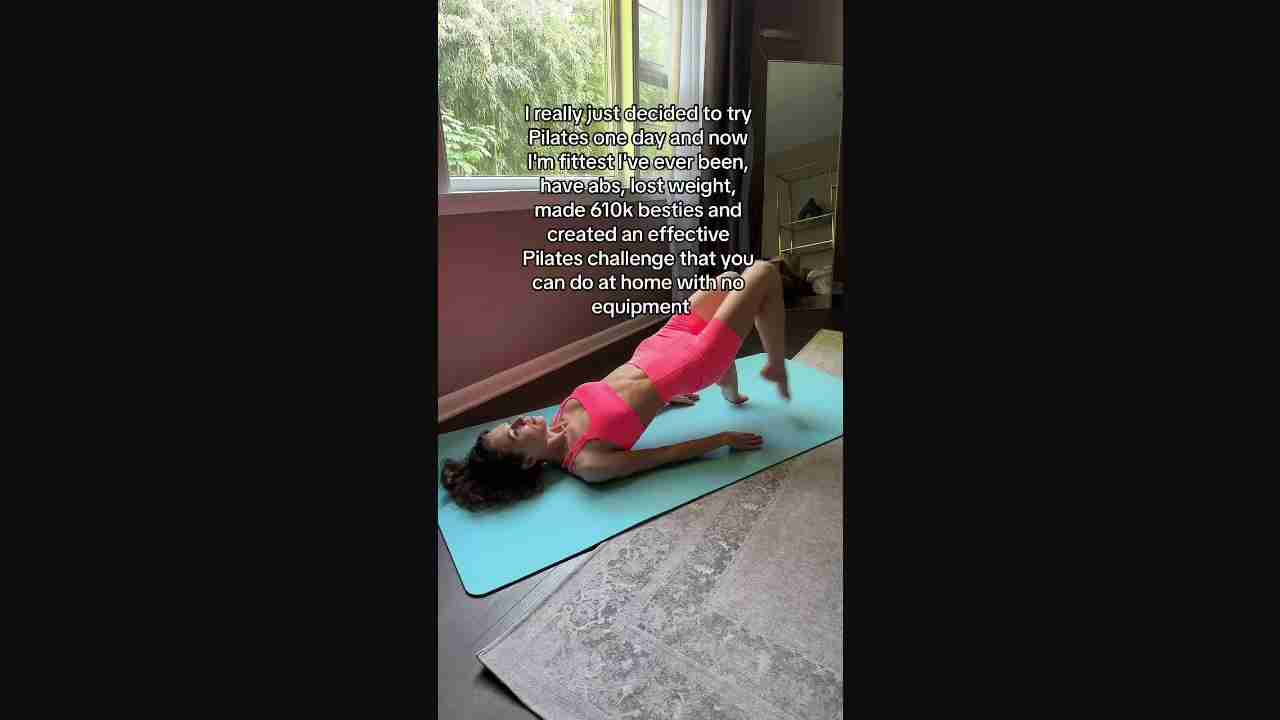 I really just decided to try
Pilates one day and now
I'm fittest I've ever been,
have abs, lost weight,
made 610k besties and
created an effective
Pilates challenge that you
can do at home with no
equipment